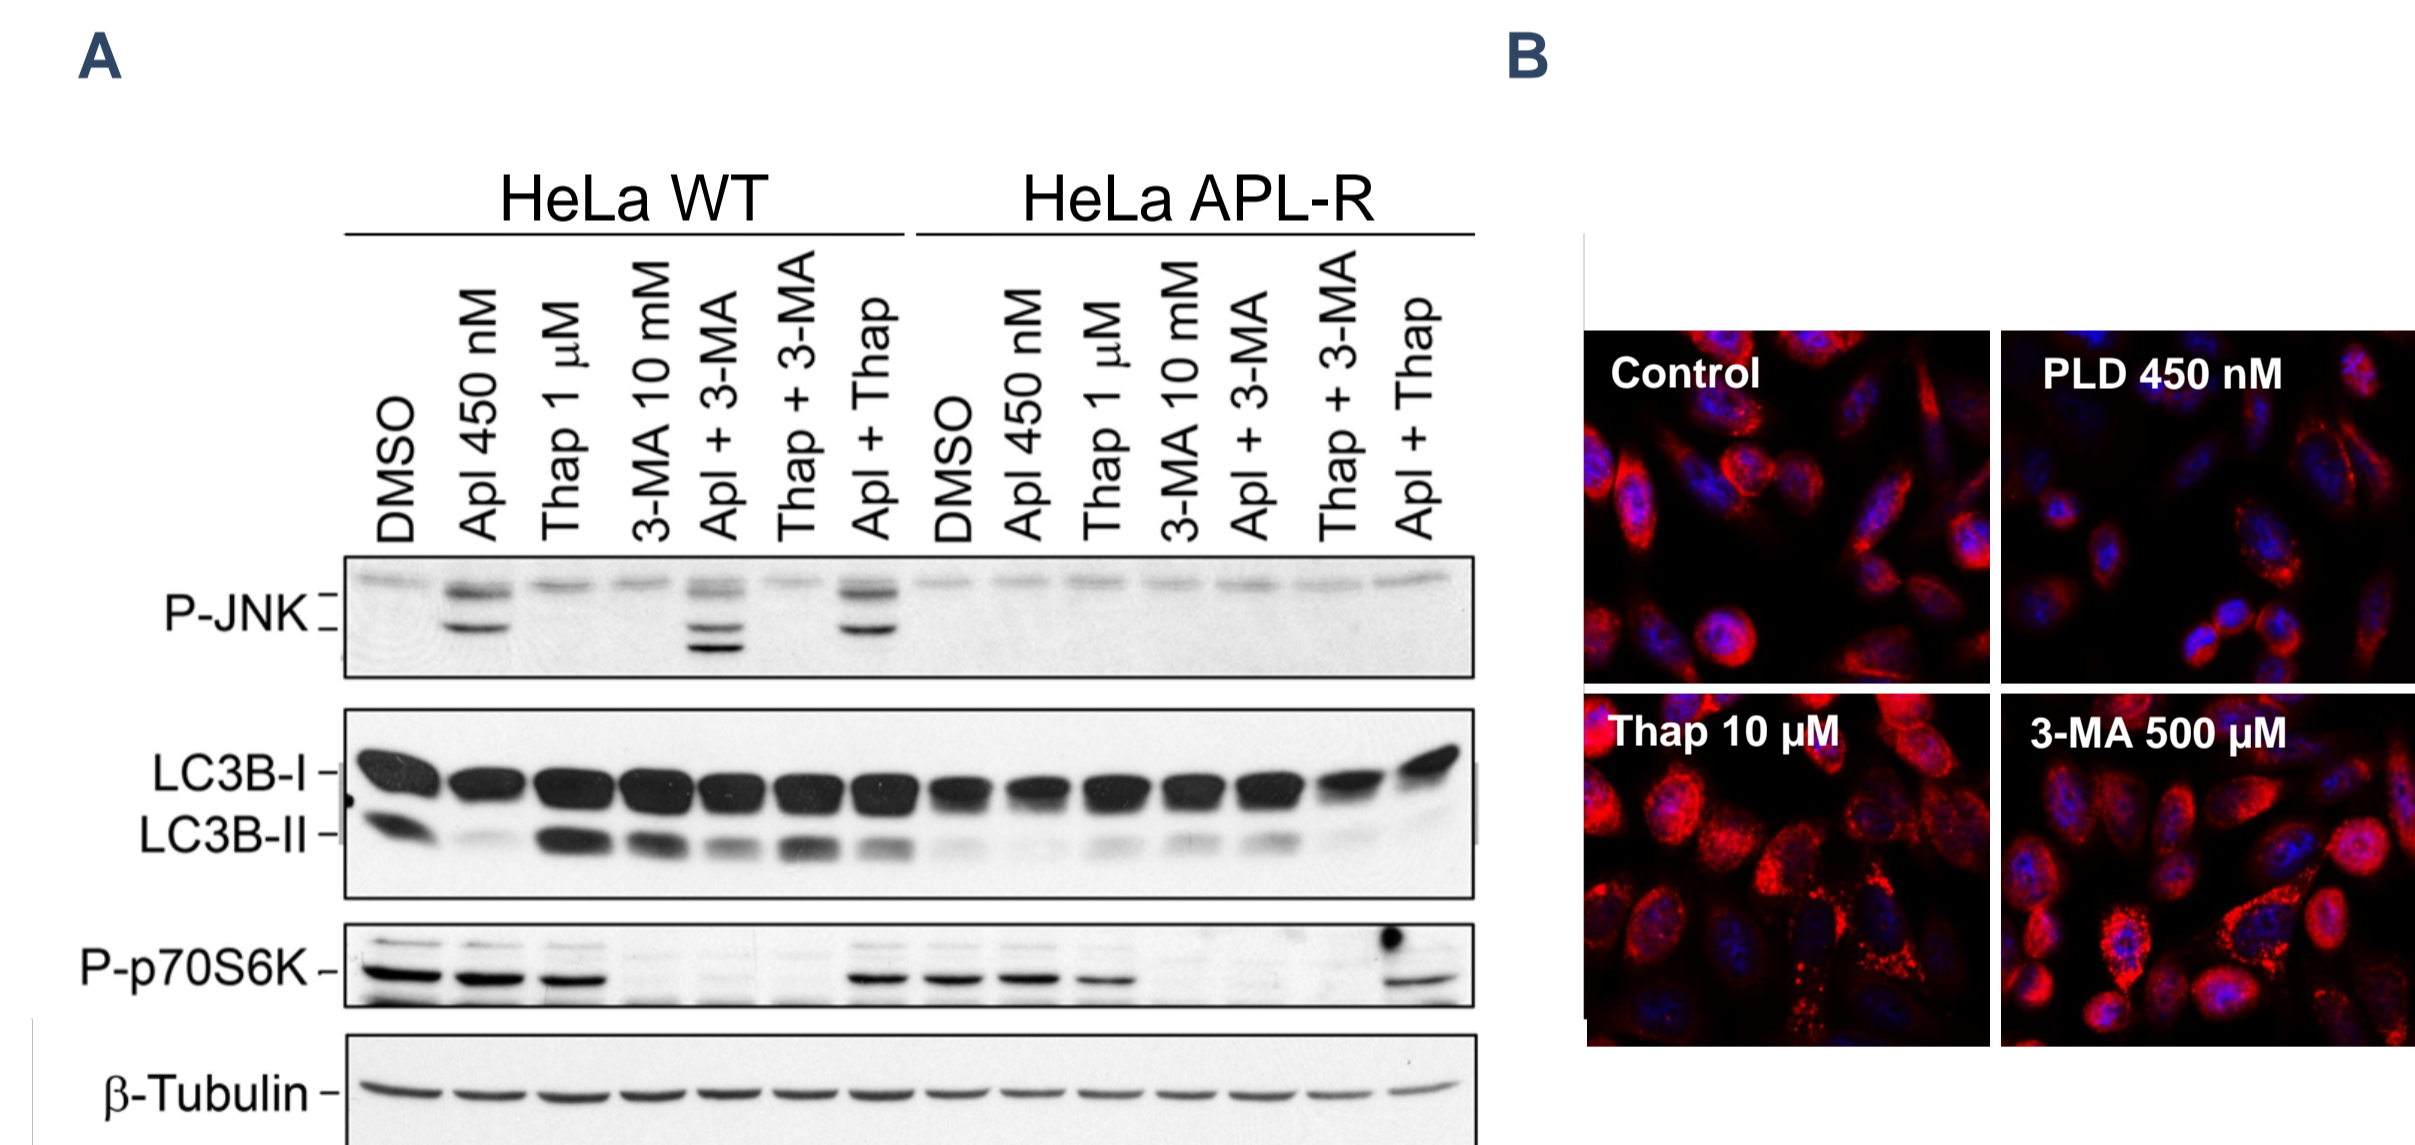 A
B
HeLa WT
HeLa APL-R
DMSO
Apl 450 nM
Thap 1 μM
3-MA 10 mM
Apl + 3-MA
Thap + 3-MA
Apl + Thap
DMSO
Apl 450 nM
Thap 1 μM
3-MA 10 mM
Apl + 3-MA
Thap + 3-MA
Apl + Thap
P-JNK
LC3B-I
LC3B-II
P-p70S6K
β-Tubulin
Control
PLD 450 nM
Thap 10 μM
3-MA 500 μM